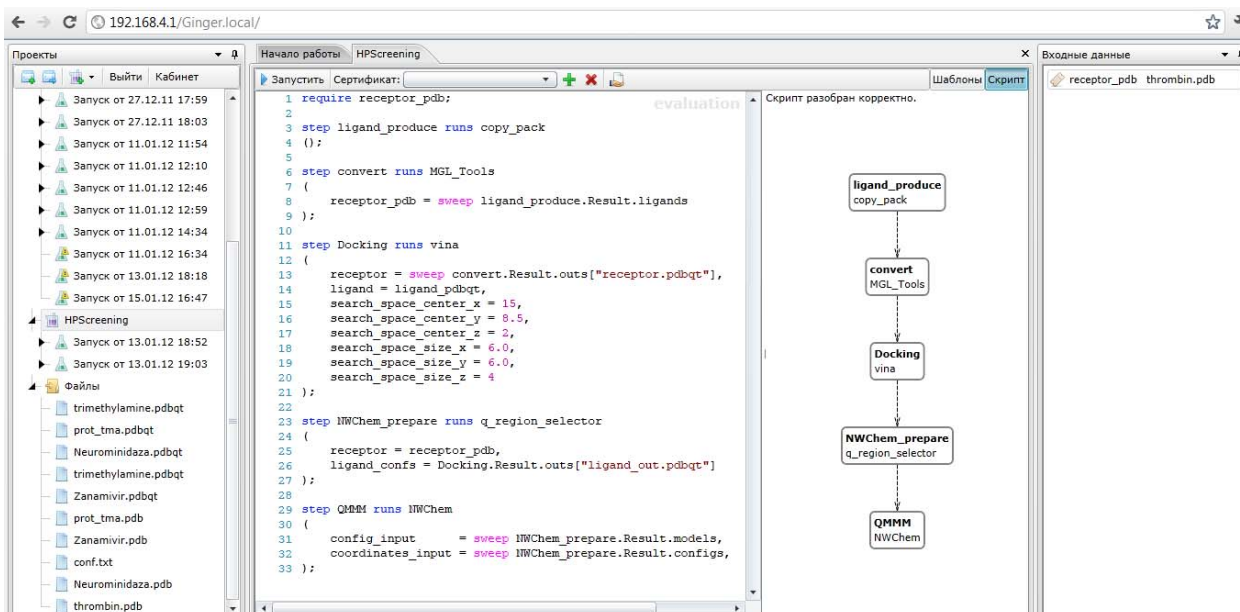 192.168.4.1/Ginger.local/
Проекты
Выйти Кабинет
Запуск от 27.12.11 17:59
Запуск от 27.12.11 18:03
Запуск от 11.01.12 11:54
Запуск от 11.01.12 12:10
Запуск от 11.01.12 12:46
Запуск от 11.01.12 12:59
Запуск от 11.01.12 14:34
Запуск от 11.01.12 16:34
Запуск от 13.01.12 18:18
Запуск от 15.01.12 16:47
HPScreening
Запуск от 13.01.12 18:52
Запуск от 13.01.12 19:03
Файлы
trimethylamine.pdbqt
prot_tma.pdbqt
Neurominidaza.pdbqt
trimethylamine.pdbqt
Zanamivir.pdbqt
prot_tma.pdb
Zanamivir.pdb
conf.txt
Neurominidaza.pdb
thrombin.pdb
Начало работы HPScreening
Запустить Сертификат:
Шаблоны Скрипт
evaluation
1 require receptor_pdb;
2
3 step ligand_produce runs copy_pack
4 ();
5
6 step convert runs MGL_Tools
7 (
8 receptor_pdb = sweep ligand_produce.Result.ligands
9 );
10
11 step Docking runs vina
12 (
13 receptor = sweep convert.Result.outs["receptor.pdbqt"],
14 ligand = ligand_pdbqt,
15 search_space_center_x = 15,
16 search_space_center_y = 8.5,
17 search_space_center_z = 2,
18 search_space_size_x = 6.0,
19 search_space_size_y = 6.0,
20 search_space_size_z = 4
21 );
22
23 step NWChem_prepare runs q_region_selector
24 (
25 receptor = receptor_pdb,
26 ligand_confs = Docking.Result.outs["ligand_out.pdbqt"]
27 );
28
29 step QMMM runs NWChem
30 (
31 config_input = sweep NWChem_prepare.Result.models,
32 coordinates_input = sweep NWChem_prepare.Result.configs,
33 );
Скрипт разобран корректно.
ligand_produce
copy_pack
convert
MGL_Tools
Docking
vina
NWChem_prepare
q_region_selector
QMMM
NWChem
Входные данные
receptor_pdb thrombin.pdb